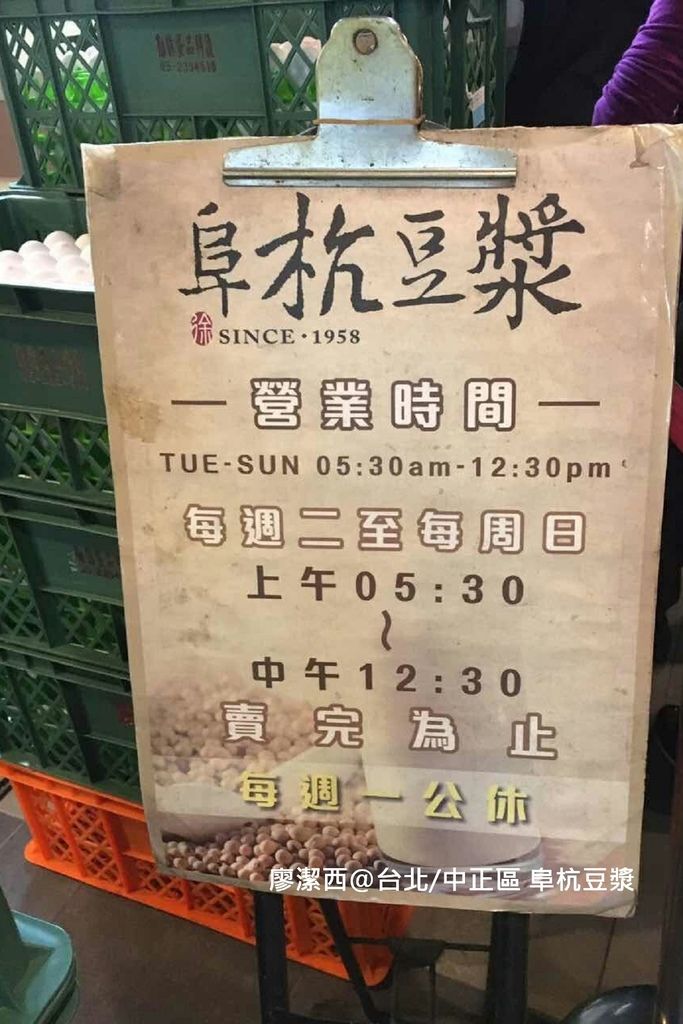 阜杭豆漿
徐 SINCE·1958
營業時間
TUE-SUN 05:30am-12:30pm
每週二至每周日
上午05:30
~
中午12:30
賣完為止
每週一公休
廖潔西@台北/中正區 阜杭豆漿